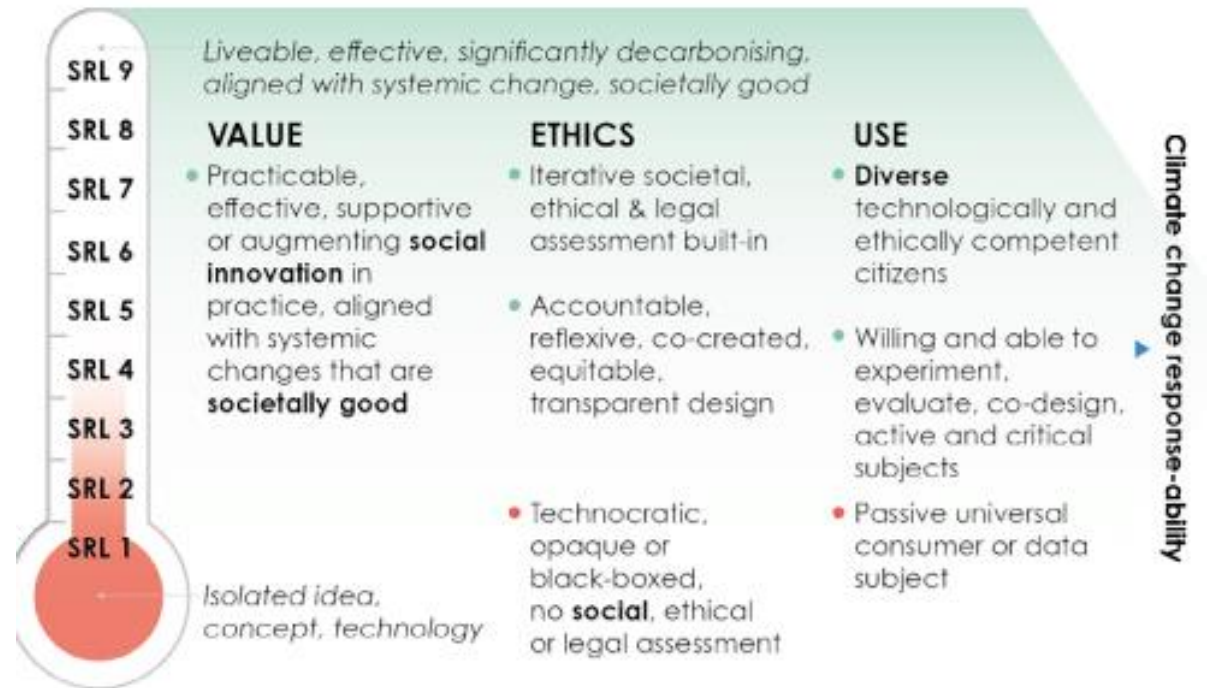 SRL 9
SRL 8
SRL 7
SRL 6
SRL 5
SRL 4
SRL 3
SRL 2
SRL 1
Liveable, effective, significantly decarbonising,
aligned with systemic change, societally good
VALUE
Practicable,
effective, supportive
or augmenting social
innovation in
practice, aligned
with systemic
changes that are
societally good
ETHICS
Iterative societal,
ethical & legal
assessment built-in
Accountable,
reflexive, co-created,
equitable,
transparent design
Technocratic,
opaque or
black-boxed,
no social, ethical
or legal assessment
USE
Diverse
technologically and
ethically competent
citizens
Willing and able to
experiment,
evaluate, co-design,
active and critical
subjects
Passive universal
consumer or data
subject
Isolated idea,
concept, technology
Climate change response-ability